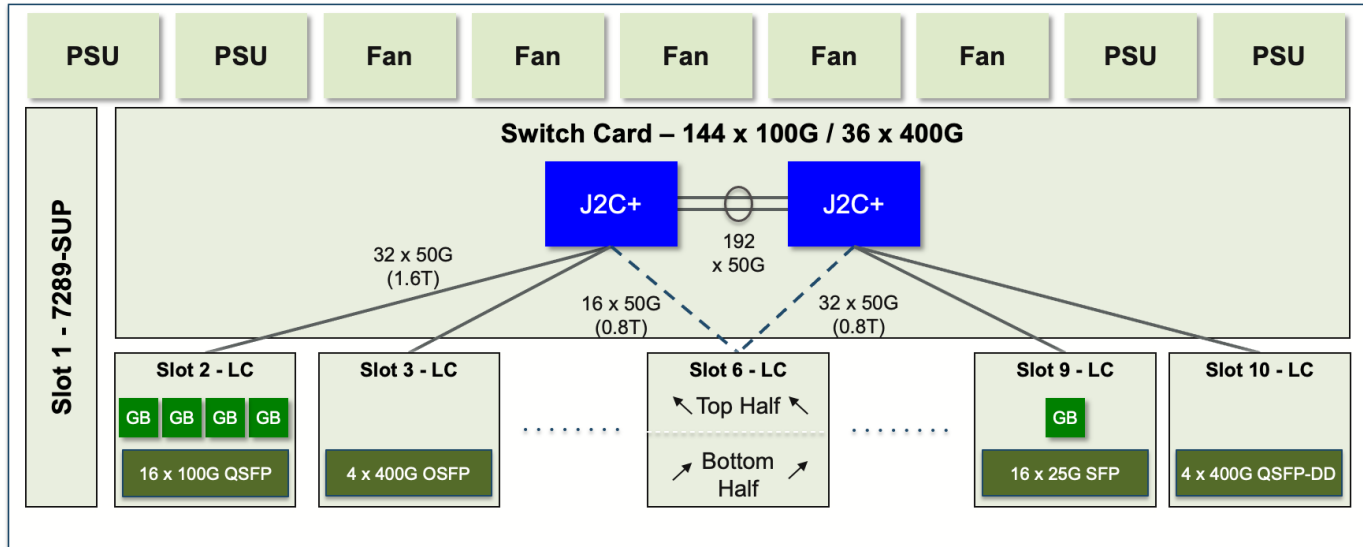 PSU
PSU
Fan
Fan
Fan
Fan
Fan
PSU
PSU
Slot 1 - 7289-SUP
Switch Card – 144 x 100G / 36 x 400G
J2C+
J2C+
192
x 50G
32 x 50G
(1.6T)
16 x 50G
(0.8T)
32 x 50G
(0.8T)
Slot 2 - LC
GB
GB
GB
GB
16 x 100G QSFP
Slot 3 - LC
4 x 400G OSFP
Slot 6 - LC
Top Half
Bottom
Half
Slot 9 - LC
GB
16 x 25G SFP
Slot 10 - LC
4 x 400G QSFP-DD